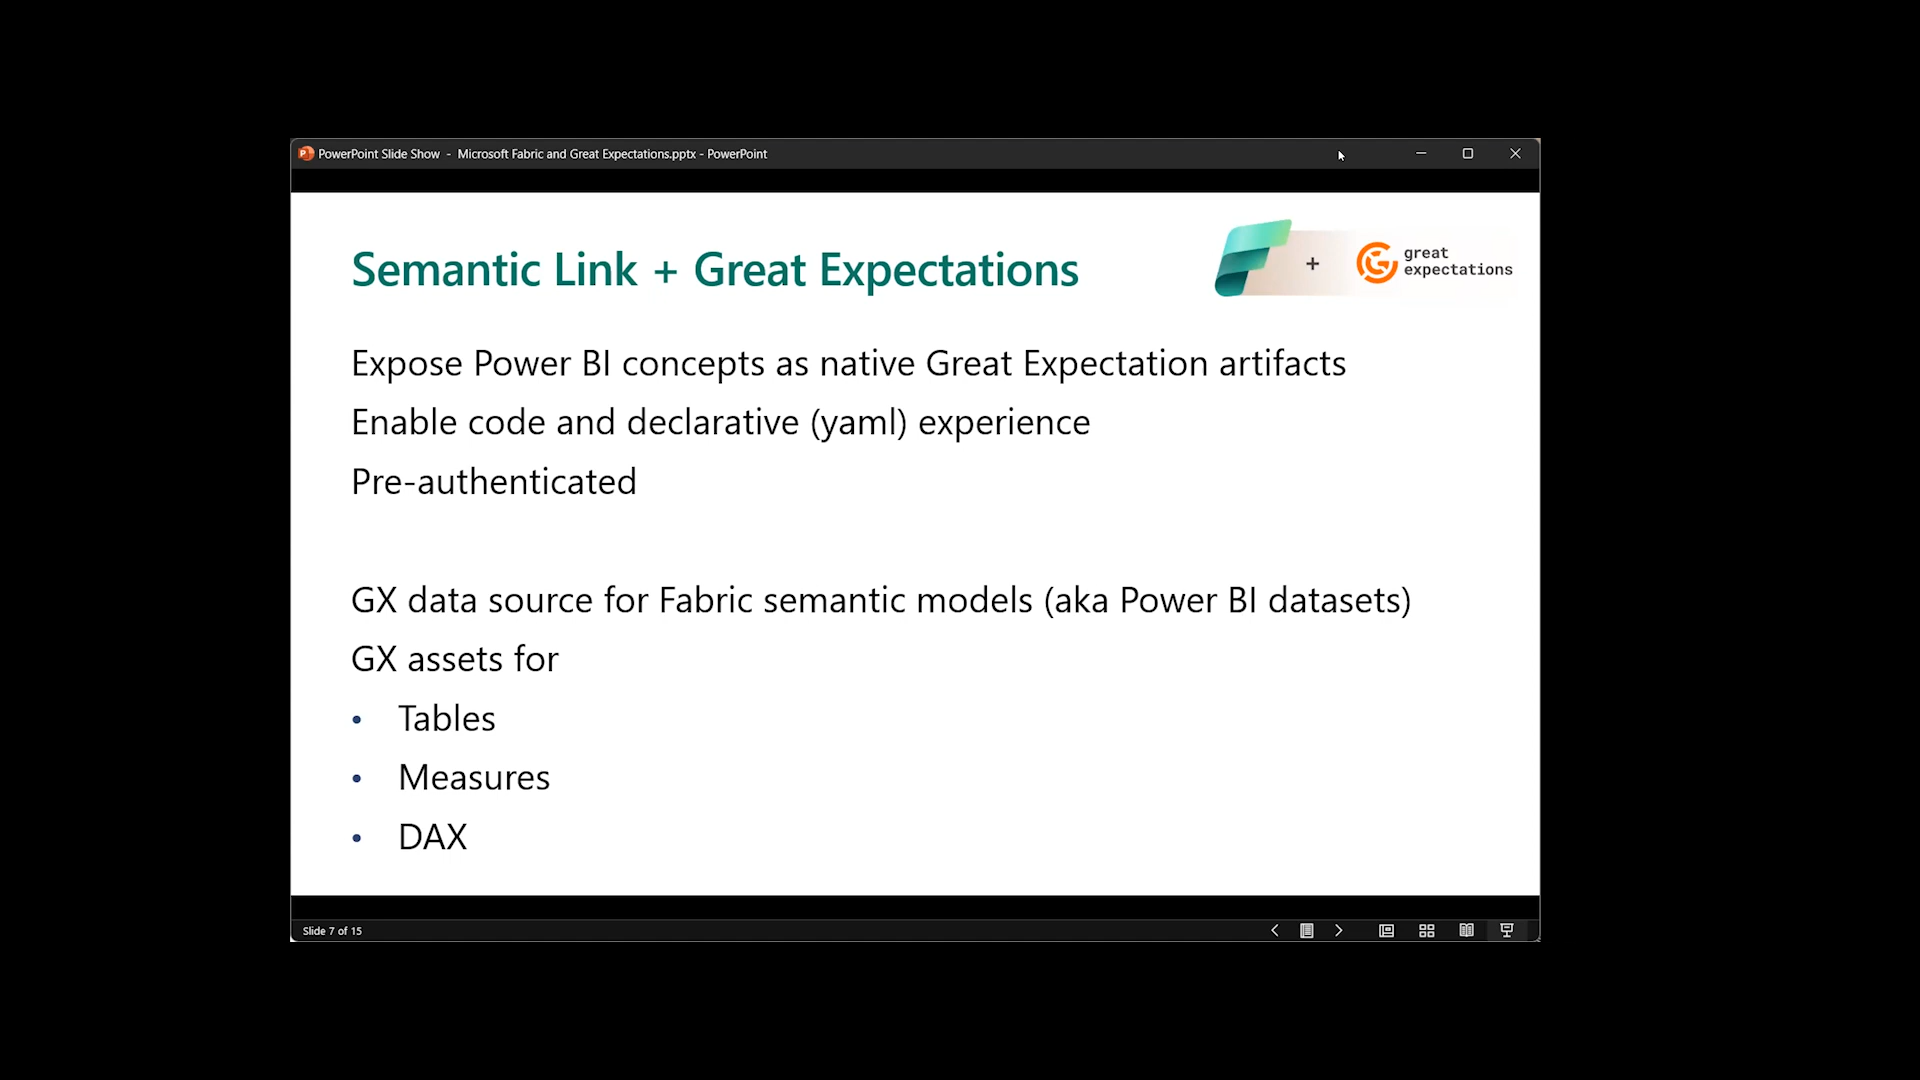 PowerPoint Slide Show - Microsoft Fabric and Great Expectations.pptx - PowerPoint
Semantic Link + Great Expectations
+
great
expectations
Expose Power BI concepts as native Great Expectation artifacts
Enable code and declarative (yaml) experience
Pre-authenticated
GX data source for Fabric semantic models (aka Power BI datasets)
GX assets for
• Tables
• Measures
• DAX
Slide 7 of 15